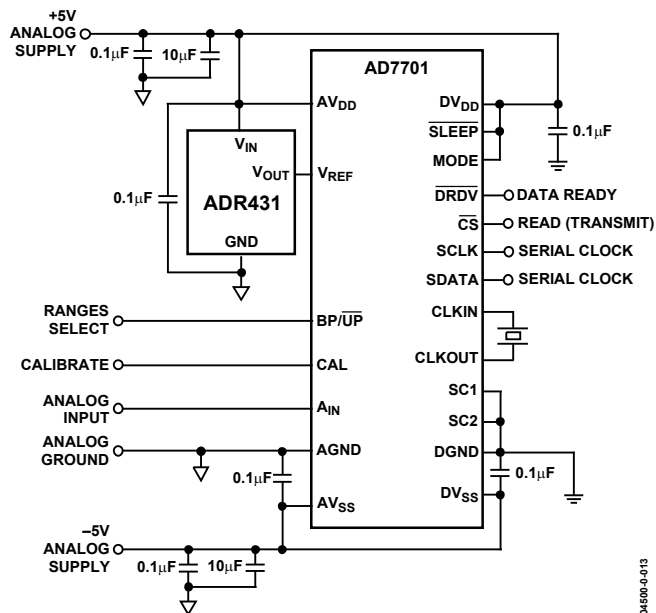 +5V
ANALOG
SUPPLY
0.1µF
10µF
AD7701
AVDD
DVDD
SLEEP
0.1µF
VIN
MODE
VOUT
VREF
0.1µF
ADR431
DRDV
DATA READY
CS
READ (TRANSMIT)
GND
SCLK
SERIAL CLOCK
SDATA
SERIAL CLOCK
RANGES
SELECT
BP/UP
CLKIN
CALIBRATE
CAL
CLKOUT
ANALOG
INPUT
AIN
SC1
SC2
ANALOG
GROUND
AGND
DGND
0.1µF
0.1µF
AVSS
DVSS
–5V
ANALOG
SUPPLY
0.1µF
10µF
04500-0-013